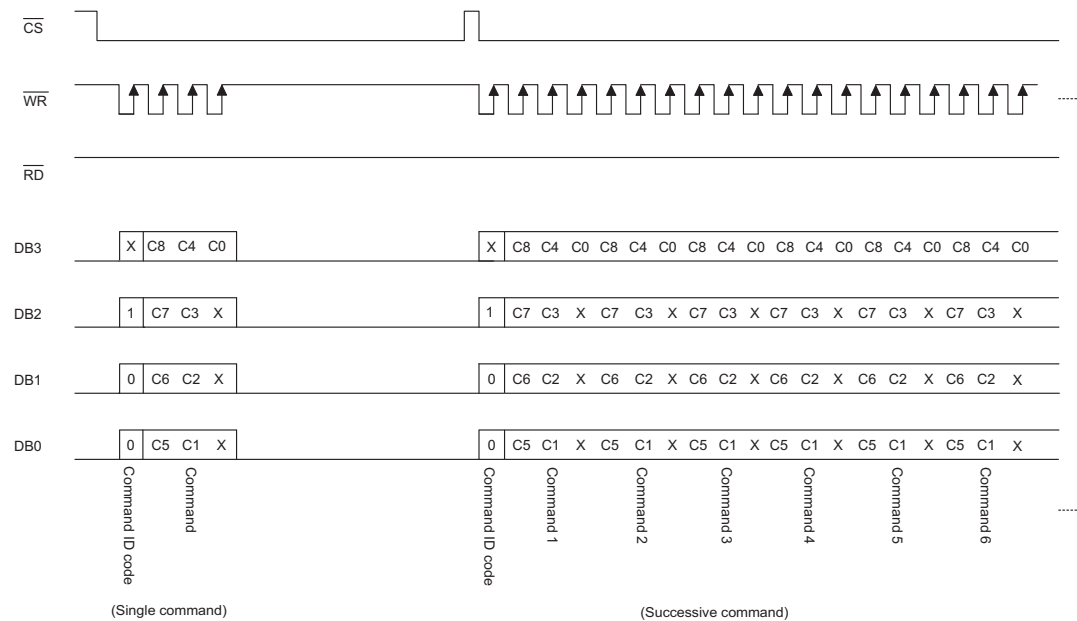 CS
WR
RD
DB3 X C8 C4 C0 X C8 C4 C0 C8 C4 C0 C8 C4 C0 C8 C4 C0 C8 C4 C0 C8 C4 C0
DB2 1 C7 C3 X 1 C7 C3 X C7 C3 X C7 C3 X C7 C3 X C7 C3 X C7 C3 X
DB1 0 C6 C2 X 0 C6 C2 X C6 C2 X C6 C2 X C6 C2 X C6 C2 X C6 C2 X
DB0 0 C5 C1 X 0 C5 C1 X C5 C1 X C5 C1 X C5 C1 X C5 C1 X C5 C1 X
Command ID code
Command
Command ID code
Command 1
Command 2
Command 3
Command 4
Command 5
Command 6
(Single command)
(Successive command)